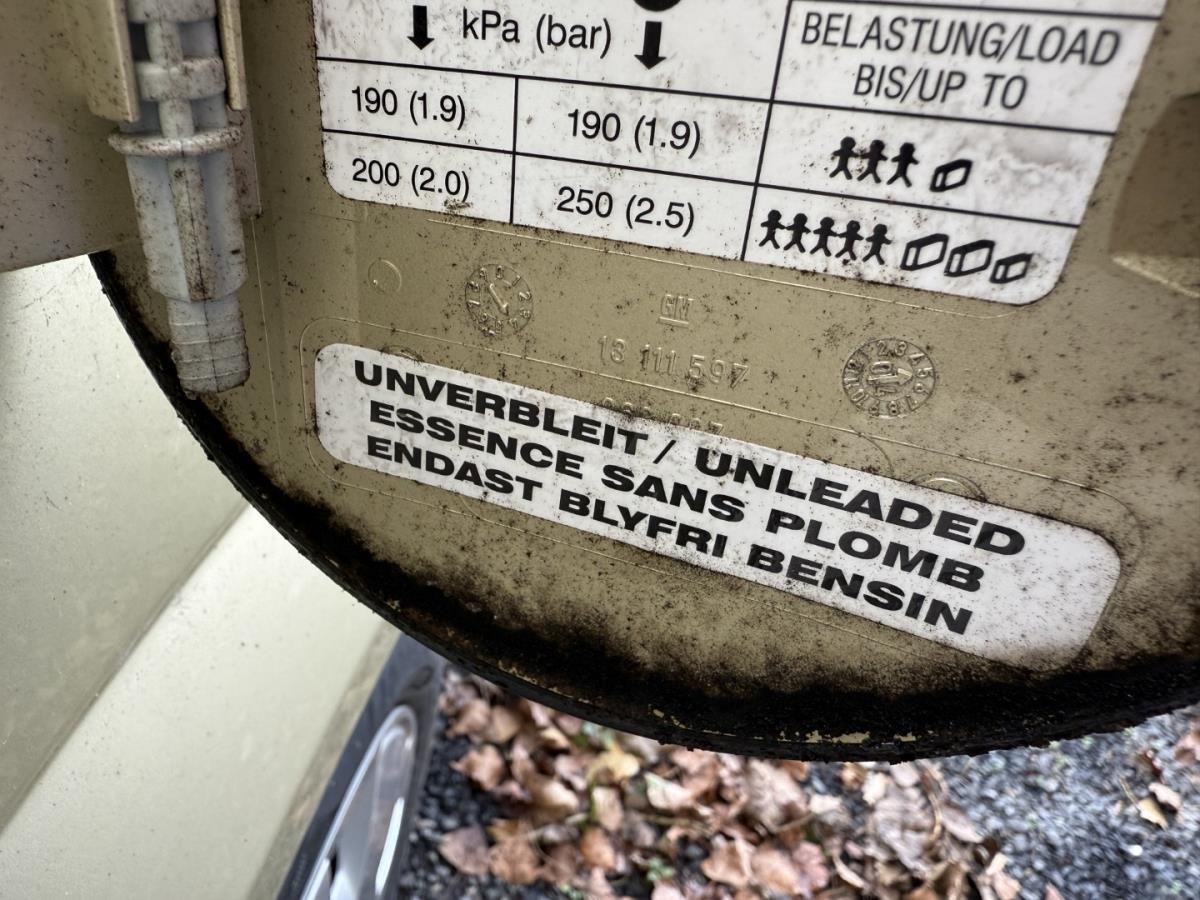 kPa (bar)
BELASTUNG/LOAD
BIS/UP TO
190 (1.9) 190 (1.9)
200 (2.0) 250 (2.5)
GM
13 111 597
UNVERBLEIT / UNLEADED
ESSENCE SANS PLOMB
ENDAST BLYFRI BENSIN